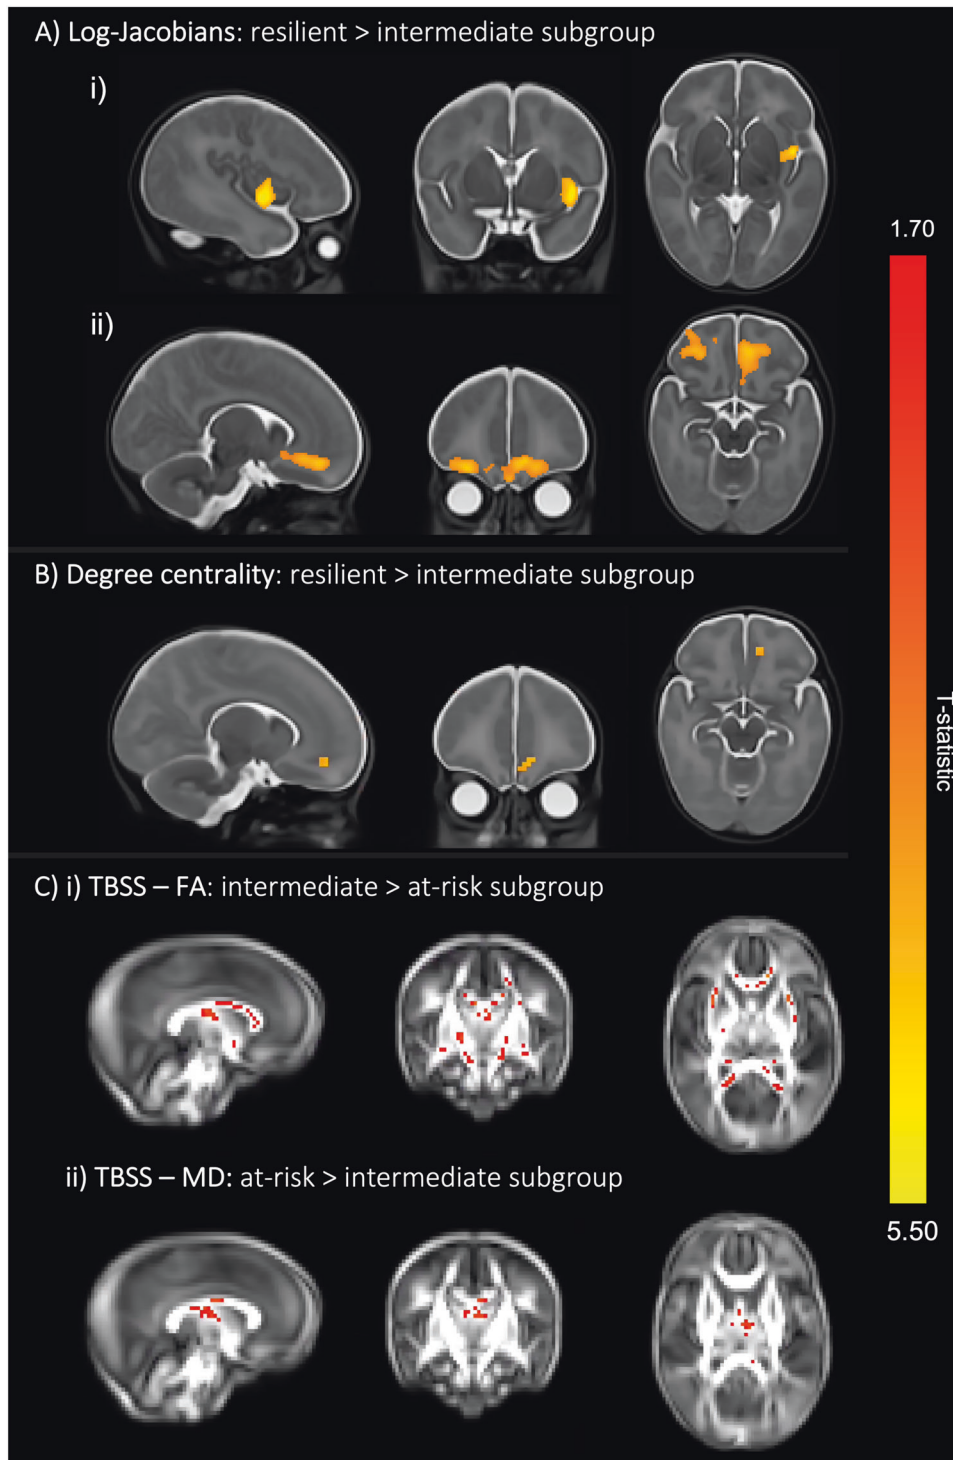 A) Log-Jacobians: resilient > intermediate subgroup
i)
ii)
B) Degree centrality: resilient > intermediate subgroup
C) i) TBSS – FA: intermediate > at-risk subgroup
ii) TBSS – MD: at-risk > intermediate subgroup
1.70
T-statistic
5.50